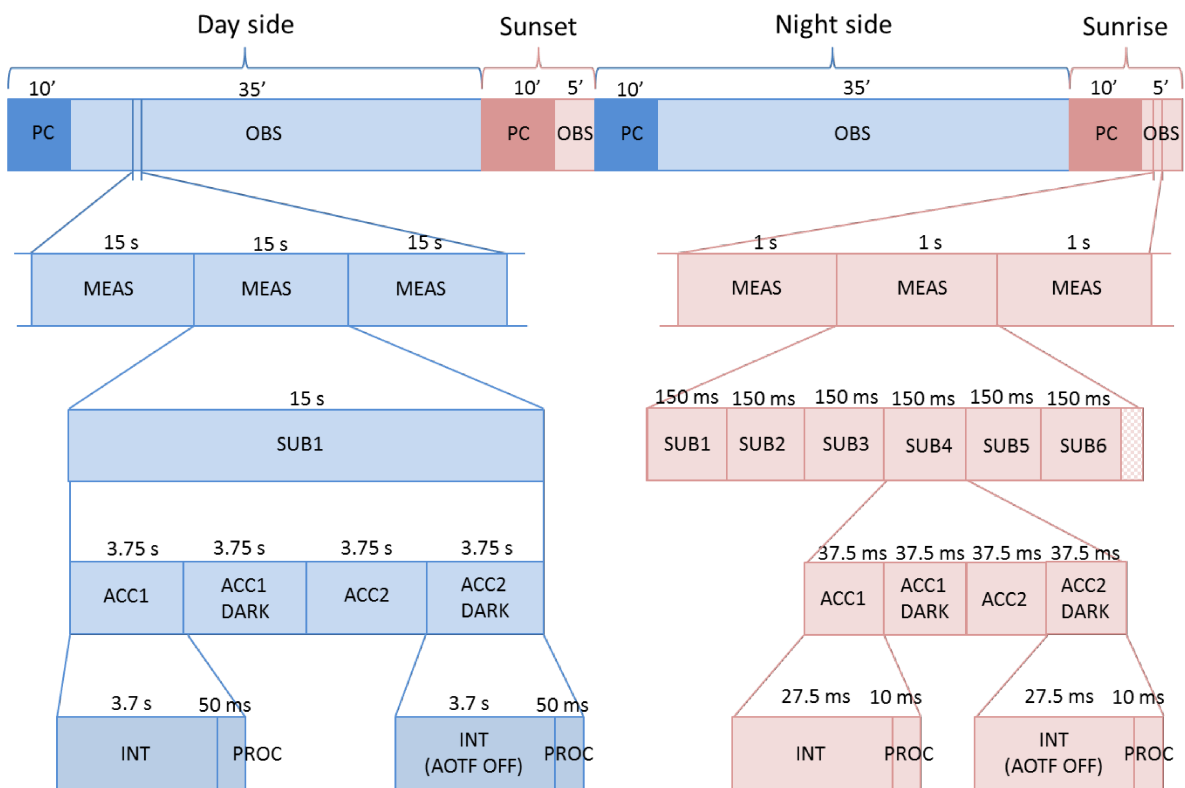 Day side Sunset Night side Sunrise
10’ 35’ 10’ 5’ 10’ 35’ 10’ 5’
PC OBS PC OBS PC OBS PC OBS
15 s 15 s 15 s 1 s 1 s 1 s
MEAS MEAS MEAS MEAS MEAS MEAS
15 s 150 ms 150 ms 150 ms 150 ms 150 ms 150 ms
SUB1 SUB1 SUB2 SUB3 SUB4 SUB5 SUB6
3.75 s 3.75 s 3.75 s 3.75 s 37.5 ms 37.5 ms 37.5 ms 37.5 ms
ACC1 ACC1 DARK ACC2 ACC2 DARK ACC1 ACC1 DARK ACC2 ACC2 DARK
3.7 s 50 ms 3.7 s 50 ms 27.5 ms 10 ms 27.5 ms 10 ms
INT PROC INT (AOTF OFF) PROC INT PROC INT (AOTF OFF) PROC